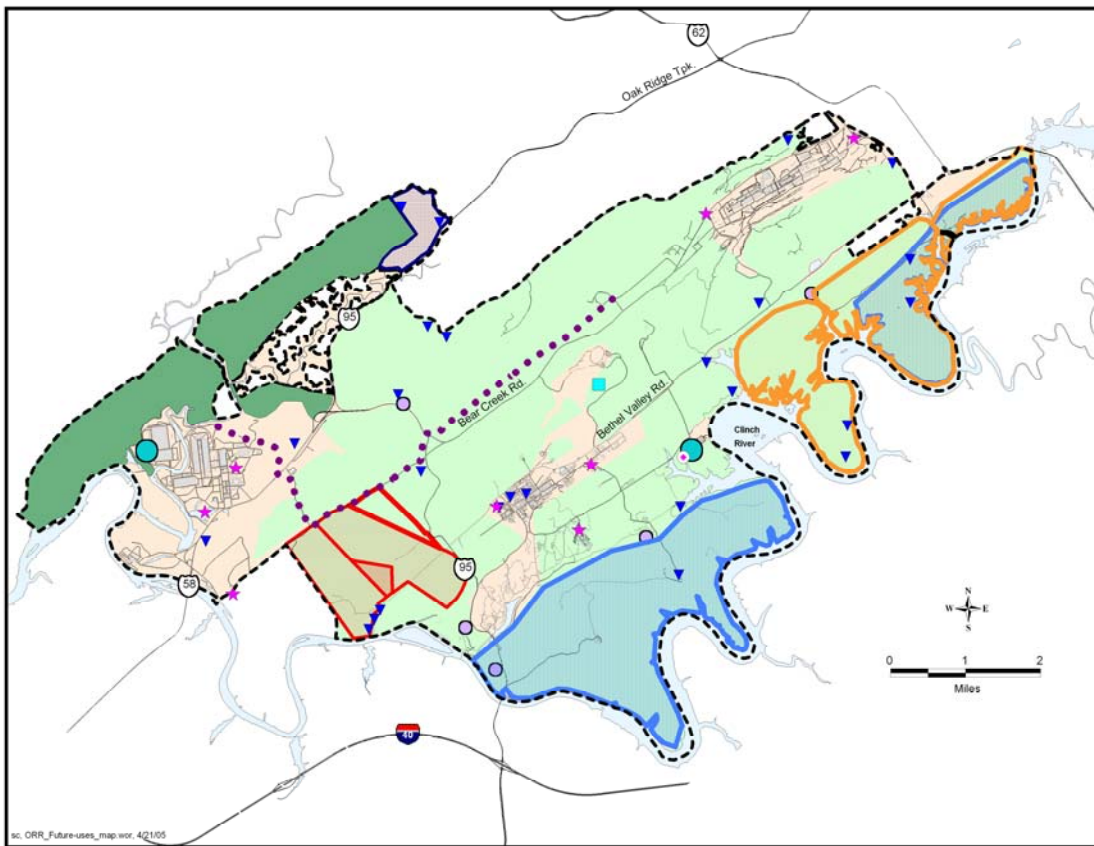 62
Oak Ridge Tpk.
95
Bear Creek Rd.
Bethel Valley Rd.
Clinch
River
95
58
N
W E
S
0 1 2
Miles
40
sc, ORR_Future-uses_map.wor, 4/21/05